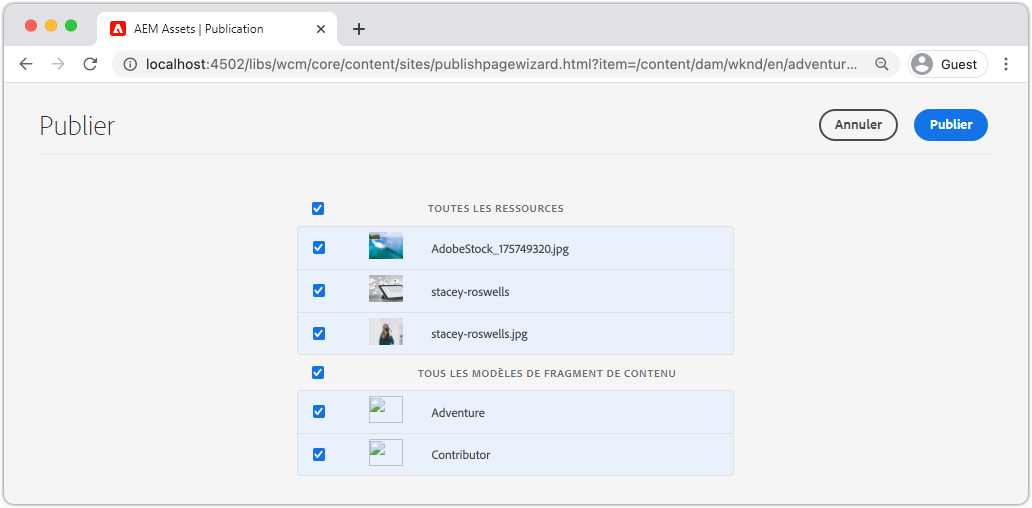 AEM Assets | Publication
localhost:4502/libs/wcm/core/content/sites/publishpagewizard.html?item=/content/dam/wknd/en/adventur...
Guest
Publier
Annuler
Publier
TOUTES LES RESSOURCES
AdobeStock_175749320.jpg
stacey-roswells
stacey-roswells.jpg
TOUS LES MODÈLES DE FRAGMENT DE CONTENU
Adventure
Contributor